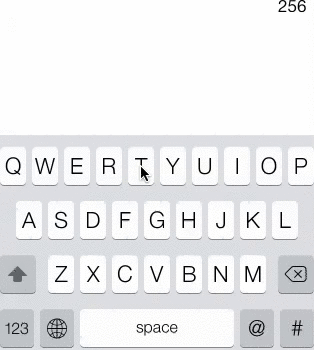 256
Q W E R T Y U I O P
A S D F G H J K L
Z X C V B N M
123 space @ #